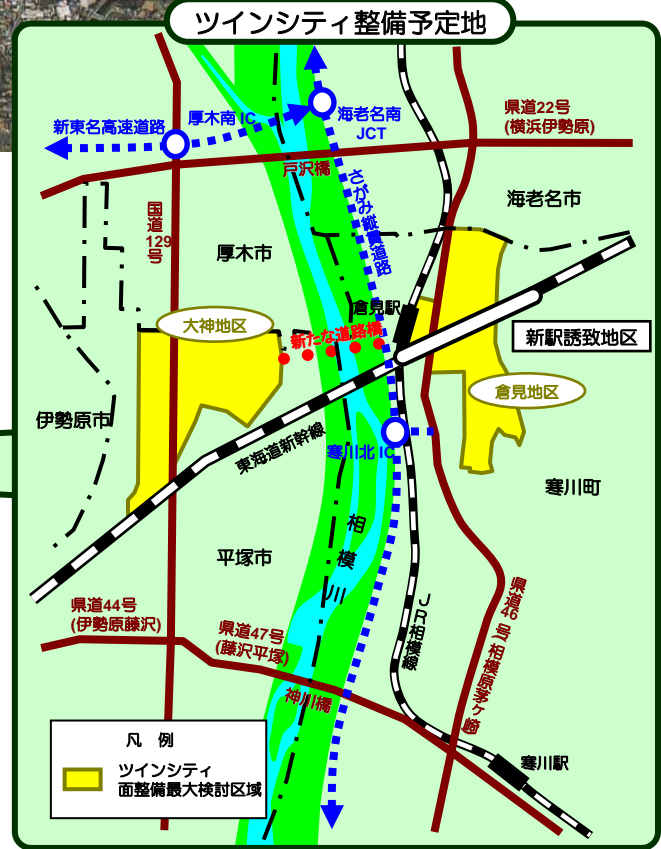 ツインシティ整備予定地
新東名高速道路
厚木南 IC
海老名南
JCT
県道22号
(横浜伊勢原)
戸沢橋
さがみ縦貫道路
海老名市
国道
129
号
厚木市
倉見駅
大神地区
新たな道路橋
新駅誘致地区
倉見地区
伊勢原市
東海道新幹線
寒川北 IC
寒川町
相模川
平塚市
県道44号
(伊勢原藤沢)
県道47号
(藤沢平塚)
JR相模線
県道46号(相模原茅ヶ崎)
神川橋
凡 例
ツインシティ
面整備最大検討区域
寒川駅